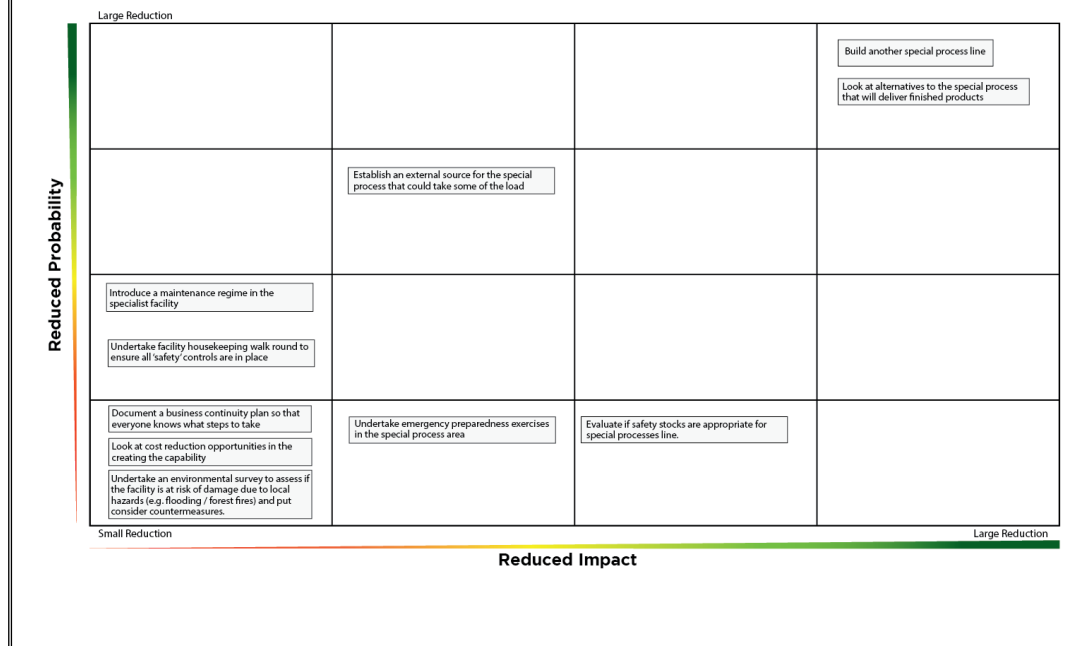 Large Reduction
Build another special process line
Look at alternatives to the special process
that will deliver finished products
Establish an external source for the special
process that could take some of the load
Reduced Probability
Introduce a maintenance regime in the
specialist facility
Undertake facility housekeeping walk round to
ensure all ‘safety’ controls are in place
Document a business continuity plan so that
everyone knows what steps to take
Look at cost reduction opportunities in the
creating the capability
Undertake an environmental survey to assess if
the facility is at risk of damage due to local
hazards (e.g. flooding / forest fires) and put
consider countermeasures.
Undertake emergency preparedness exercises
in the special process area
Evaluate if safety stocks are appropriate for
special processes line.
Small Reduction
Large Reduction
Reduced Impact